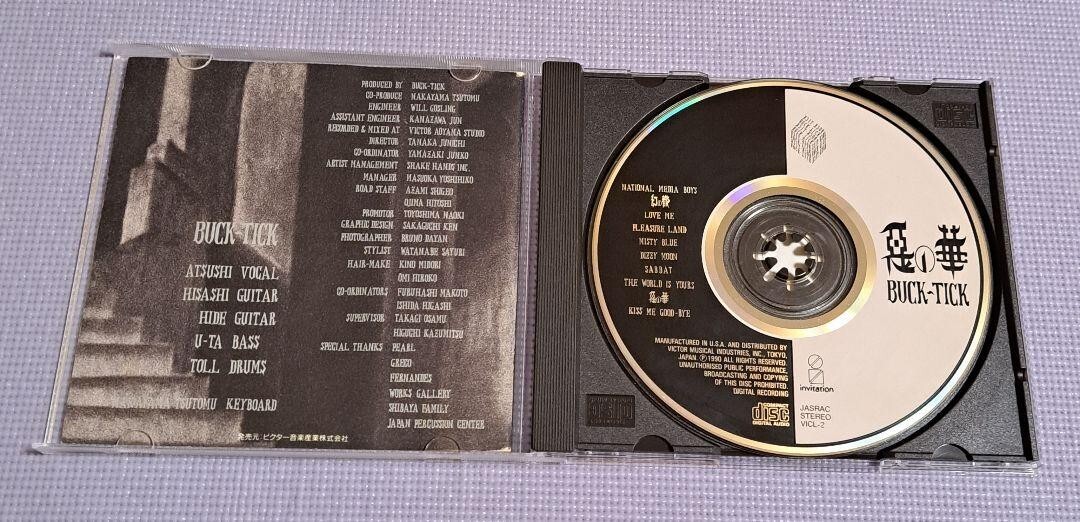 PRODUCED BY BUCK-TICK
CO-PRODUCE NAKAYAMA TSUTOMU
ENGINEER WILL GOSLING
ASSISTANT ENGINEER KANAZAWA JUN
RECORDED & MIXED AT VICTOR AOYAMA STUDIO
DIRECTOR TANAKA JUNICHI
CO-ORDINATOR YAMAZAKI JUNKO
ARTIST MANAGEMENT SHAKE HANDS INC.
MANAGER MASUOKA YOSHIHIKO
ROAD STAFF AZAMI SHIGEO
OJIMA HITOSHI
PROMOTOR TOYOSHIMA NAOKI
GRAPHIC DESIGN SAKAGUCHI KEN
PHOTOGRAPHER BRUNO DAYAN
STYLIST WATANABE SAYURI
HAIR-MAKE KINO MIDORI
OMI HIROKO
CO-ORDINATORS FURUHASHI MAKOTO
ISHIDA HIGASHI
SUPERVISOR TAKAGI OSAMU
HIGUCHI KAZUMITSU
SPECIAL THANKS PEARL
GRECO
FERNANDES
WORKS GALLERY
SHIBAYA FAMILY
JAPAN PERCUSSION CENTER
BUCK-TICK
ATSUSHI VOCAL
HISASHI GUITAR
HIDE GUITAR
U-TA BASS
TOLL DRUMS
TSUTOMU KEYBOARD
発売元:ビクター音楽産業株式会社
NATIONAL MEDIA BOYS
幻の華
LOVE ME
PLEASURE LAND
MISTY BLUE
DIZZY MOON
SABBAT
THE WORLD IS YOURS
悪の華
KISS ME GOOD-BYE
MANUFACTURED IN U.S.A. AND DISTRIBUTED BY
VICTOR MUSICAL INDUSTRIES, INC., TOKYO,
JAPAN. Ⓟ1990 ALL RIGHTS RESERVED.
UNAUTHORISED PUBLIC PERFORMANCE,
BROADCASTING AND COPYING
OF THIS DISC PROHIBITED.
DIGITAL RECORDING
COMPACT
disc
DIGITAL AUDIO
悪の華
BUCK-TICK
invitation
JASRAC
STEREO
VICL-2